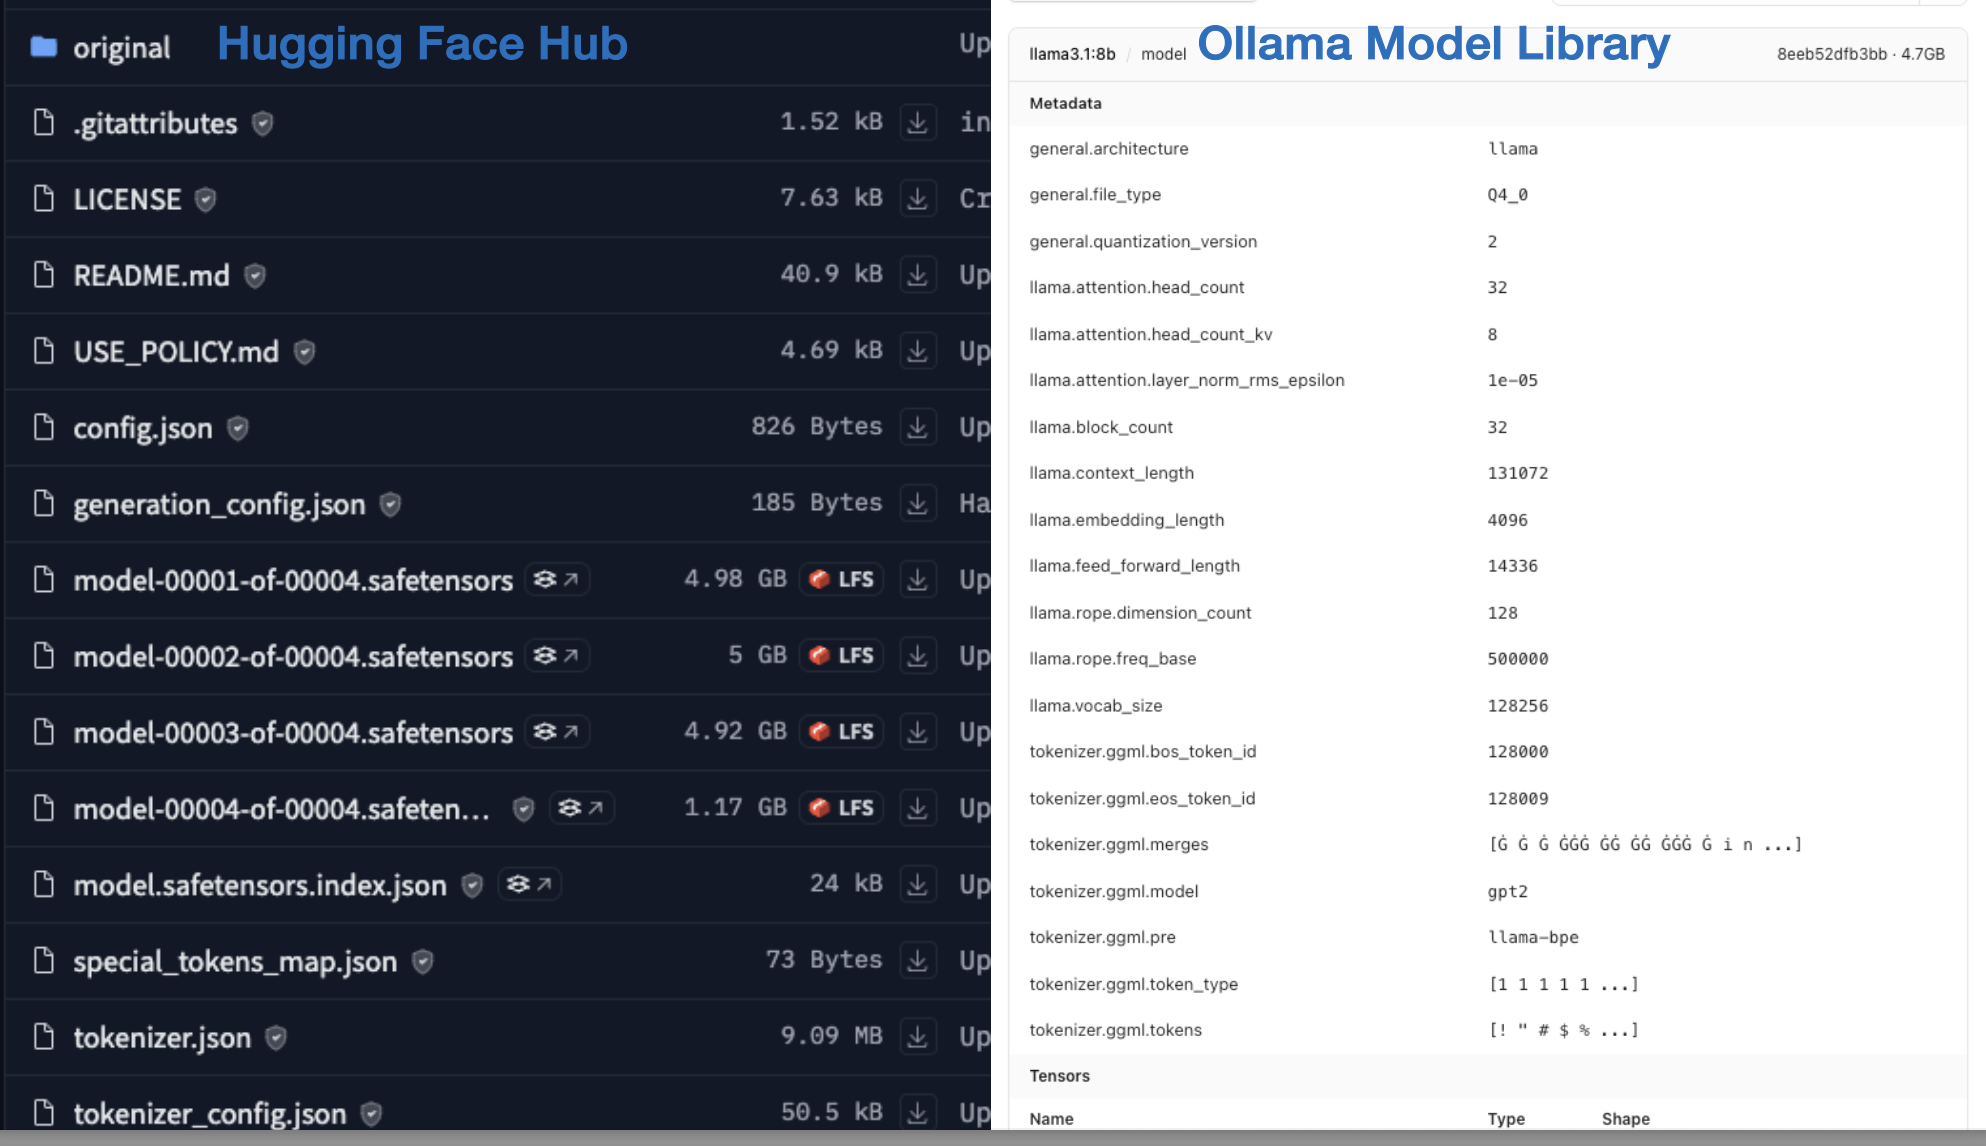 original Hugging Face Hub Up
.gitattributes 1.52 kB in
LICENSE 7.63 kB Cr
README.md 40.9 kB Up
USE_POLICY.md 4.69 kB Up
config.json 826 Bytes Up
generation_config.json 185 Bytes Ha
model-00001-of-00004.safetensors 4.98 GB LFS Up
model-00002-of-00004.safetensors 5 GB LFS Up
model-00003-of-00004.safetensors 4.92 GB LFS Up
model-00004-of-00004.safeten... 1.17 GB LFS Up
model.safetensors.index.json 24 kB Up
special_tokens_map.json 73 Bytes Up
tokenizer.json 9.09 MB Up
tokenizer_config.json 50.5 kB Up
llama3.1:8b / model Ollama Model Library 8eeb52dfb3bb · 4.7GB
Metadata
general.architecture llama
general.file_type Q4_0
general.quantization_version 2
llama.attention.head_count 32
llama.attention.head_count_kv 8
llama.attention.layer_norm_rms_epsilon 1e-05
llama.block_count 32
llama.context_length 131072
llama.embedding_length 4096
llama.feed_forward_length 14336
llama.rope.dimension_count 128
llama.rope.freq_base 500000
llama.vocab_size 128256
tokenizer.ggml.bos_token_id 128000
tokenizer.ggml.eos_token_id 128009
tokenizer.ggml.merges [Ġ Ġ Ġ ĠĠĠ ĠĠ ĠĠ ĠĠĠ Ġ i n ...]
tokenizer.ggml.model gpt2
tokenizer.ggml.pre llama-bpe
tokenizer.ggml.token_type [1 1 1 1 1 ...]
tokenizer.ggml.tokens [! " # $ % ...]
Tensors
Name Type Shape